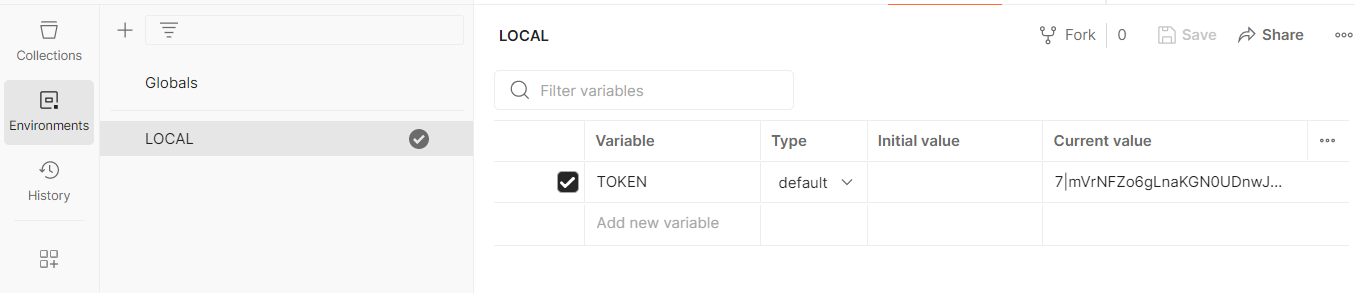 Collections
Environments
History
Globals
LOCAL
LOCAL
Fork 0 Save Share
Filter variables
Variable Type Initial value Current value
TOKEN default 7|mVrNFZo6gLnaKGN0UDnwJ...
Add new variable